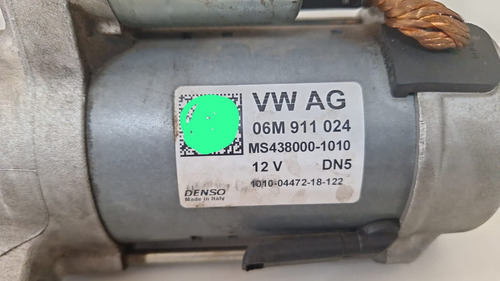 VW AG
06M 911 024
MS438000-1010
12 V DN5
1010-04472-18-122
DENSO
Made in Italy